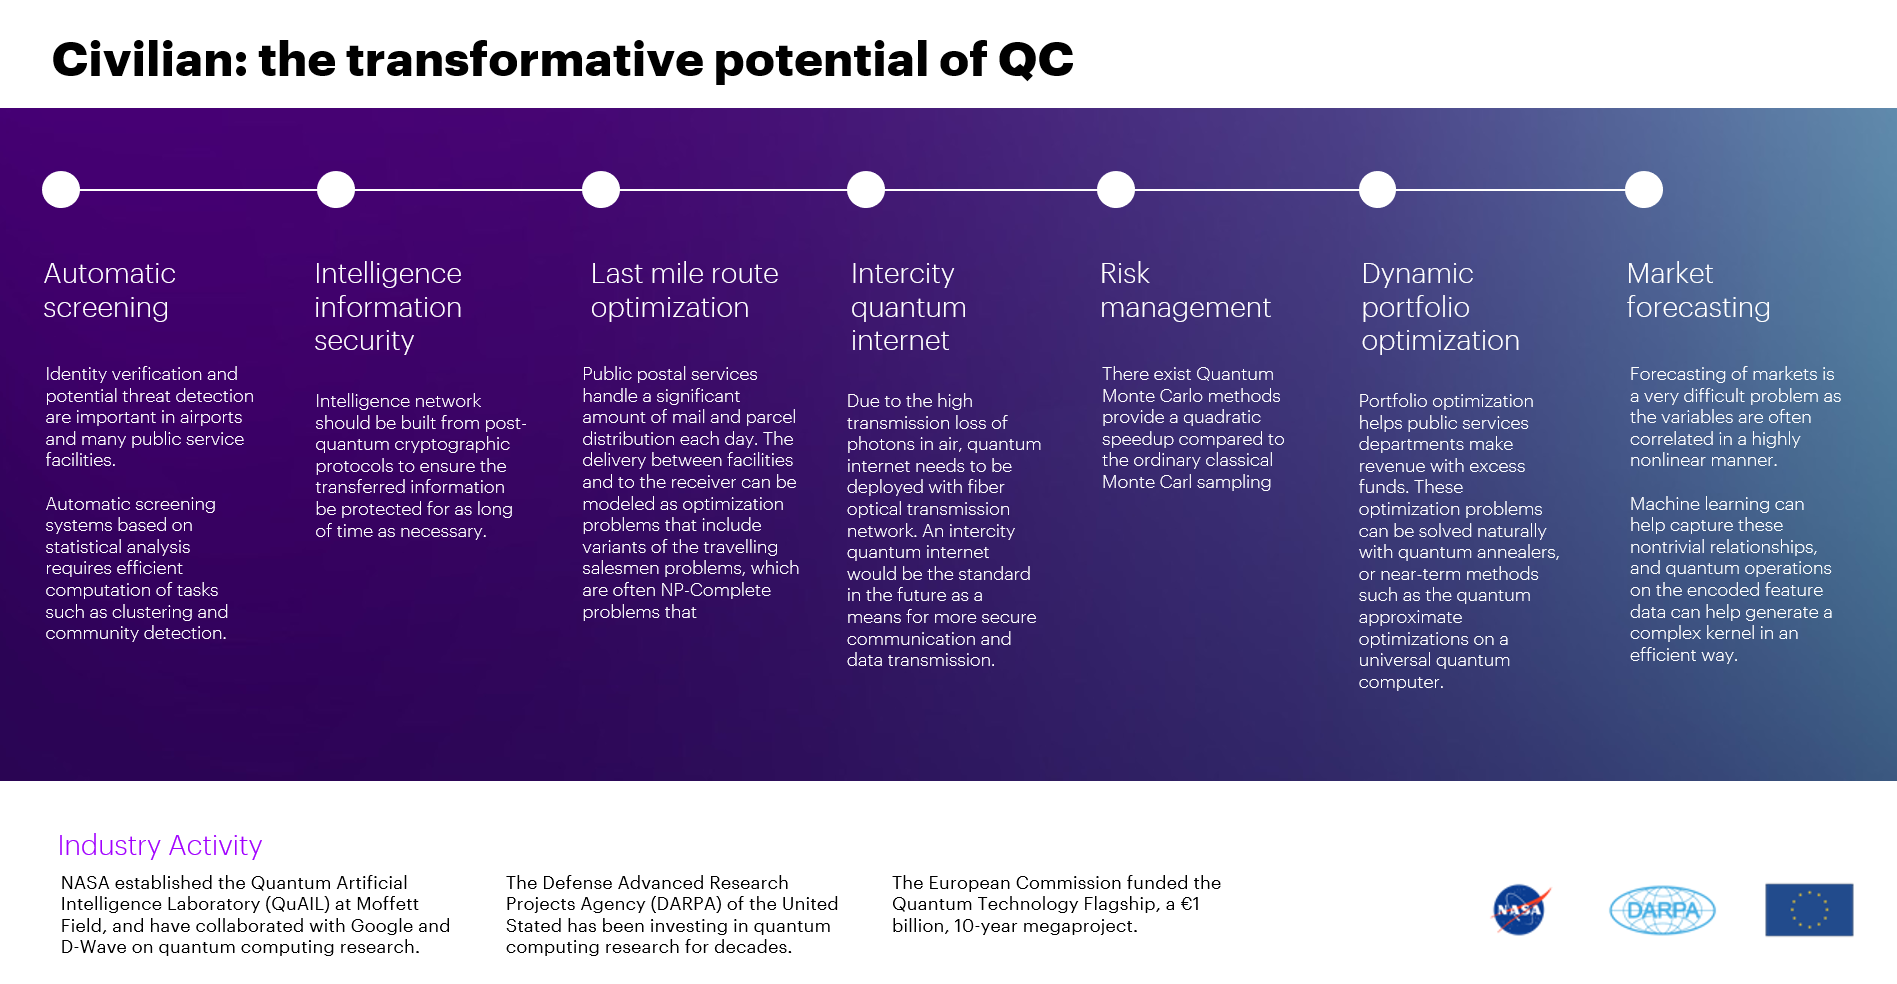 Civilian: the transformative potential of QC
Automatic
screening
Identity verification and
potential threat detection
are important in airports
and many public service
facilities.
Automatic screening
systems based on
statistical analysis
requires efficient
computation of tasks
such as clustering and
community detection.
Intelligence
information
security
Intelligence network
should be built from post-
quantum cryptographic
protocols to ensure the
transferred information
be protected for as long
of time as necessary.
Last mile route
optimization
Public postal services
handle a significant
amount of mail and parcel
distribution each day. The
delivery between facilities
and to the receiver can be
modeled as optimization
problems that include
variants of the travelling
salesmen problems, which
are often NP-Complete
problems that
Intercity
quantum
internet
Due to the high
transmission loss of
photons in air, quantum
internet needs to be
deployed with fiber
optical transmission
network. An intercity
quantum internet
would be the standard
in the future as a
means for more secure
communication and
data transmission.
Risk
management
There exist Quantum
Monte Carlo methods
provide a quadratic
speedup compared to
the ordinary classical
Monte Carl sampling
Dynamic
portfolio
optimization
Portfolio optimization
helps public services
departments make
revenue with excess
funds. These
optimization problems
can be solved naturally
with quantum annealers,
or near-term methods
such as the quantum
approximate
optimizations on a
universal quantum
computer.
Market
forecasting
Forecasting of markets is
a very difficult problem as
the variables are often
correlated in a highly
nonlinear manner.
Machine learning can
help capture these
nontrivial relationships,
and quantum operations
on the encoded feature
data can help generate a
complex kernel in an
efficient way.
Industry Activity
NASA established the Quantum Artificial
Intelligence Laboratory (QuAIL) at Moffett
Field, and have collaborated with Google and
D-Wave on quantum computing research.
The Defense Advanced Research
Projects Agency (DARPA) of the United
Stated has been investing in quantum
computing research for decades.
The European Commission funded the
Quantum Technology Flagship, a €1
billion, 10-year megaproject.
NASA
DARPA